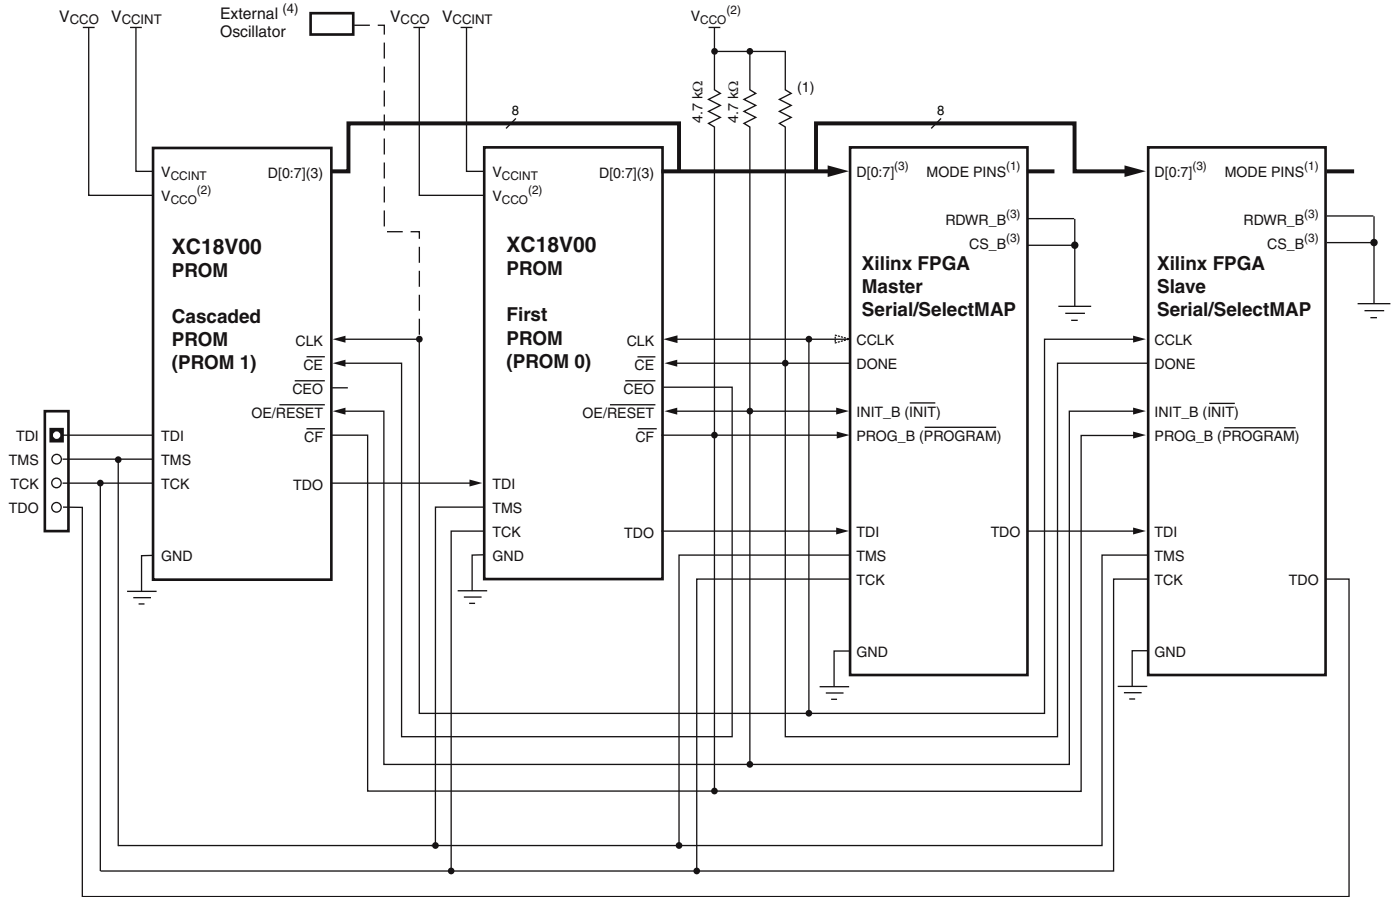 VCCO VCCINT
External (4)
Oscillator
VCCO VCCINT
VCCO(2)
4.7 kΩ
4.7 kΩ
(1)
8
8
VCCINT
VCCO(2)
D[0:7](3)
XC18V00
PROM
Cascaded
PROM
(PROM 1)
CLK
CE
CEO
OE/RESET
CF
TDI
TMS
TCK
TDO
GND
VCCINT
VCCO(2)
D[0:7](3)
XC18V00
PROM
First
PROM
(PROM 0)
CLK
CE
CEO
OE/RESET
CF
TDI
TMS
TCK
TDO
GND
D[0:7](3)
MODE PINS(1)
RDWR_B(3)
CS_B(3)
Xilinx FPGA
Master
Serial/SelectMAP
CCLK
DONE
INIT_B (INIT)
PROG_B (PROGRAM)
TDI
TMS
TCK
TDO
GND
D[0:7](3)
MODE PINS(1)
RDWR_B(3)
CS_B(3)
Xilinx FPGA
Slave
Serial/SelectMAP
CCLK
DONE
INIT_B (INIT)
PROG_B (PROGRAM)
TDI
TMS
TCK
TDO
GND
TDI
TMS
TCK
TDO